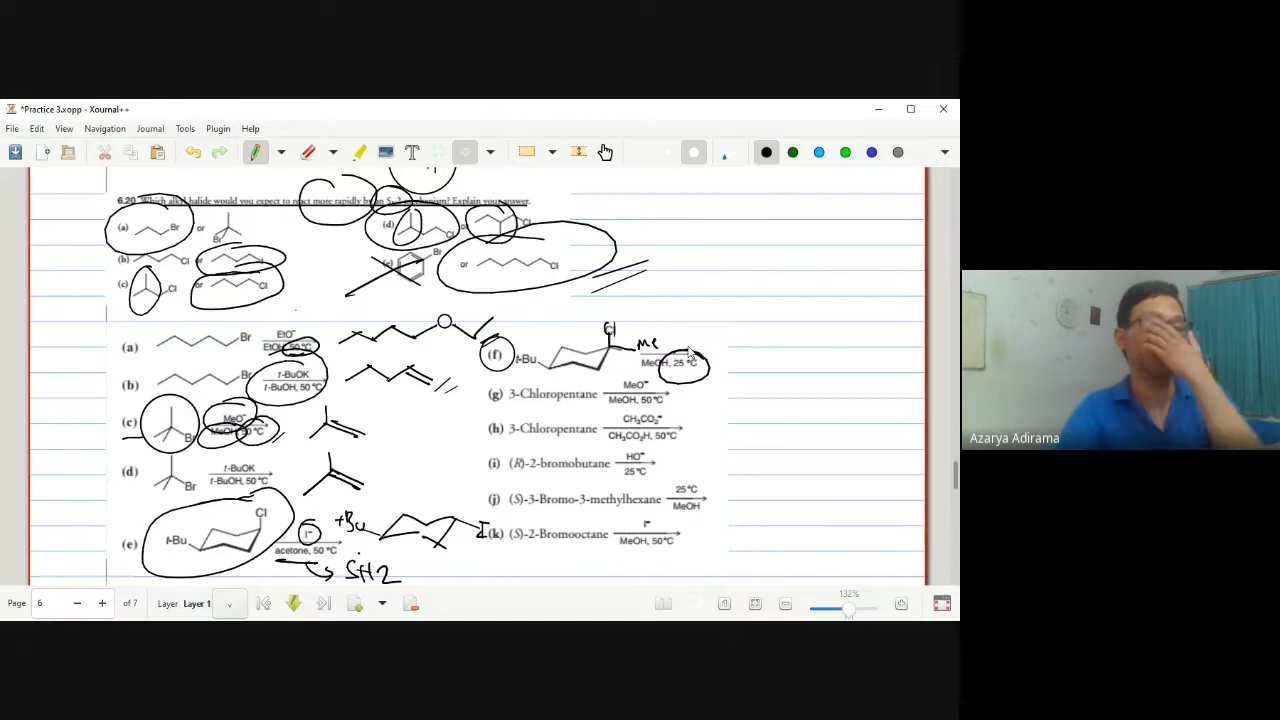 *Practice 3.xopp - Xournal++
File Edit View Navigation Journal Tools Plugin Help
6.20 Which alkyl halide would you expect to react more rapidly by an SN2 mechanism? Explain your answer.
(a) Br or Br
(d) Cl or Cl
(b) Cl or I
(e) Br or Cl
(c) Cl or Cl
(a) Br EtO⁻ EtOH, 50 °C
(b) Br t-BuOK t-BuOH, 50 °C
(c) Br MeO⁻ MeOH, 50 °C
(d) Br t-BuOK t-BuOH, 50 °C
(e) t-Bu Cl I⁻ acetone, 50 °C tBu I
SN2
(f) t-Bu Cl Me MeOH, 25 °C
(g) 3-Chloropentane MeO⁻ MeOH, 50 °C
(h) 3-Chloropentane CH₃CO₂⁻ CH₃CO₂H, 50 °C
(i) (R)-2-bromobutane HO⁻ 25 °C
(j) (S)-3-Bromo-3-methylhexane 25 °C MeOH
(k) (S)-2-Bromooctane I⁻ MeOH, 50 °C
Page 6 of 7 Layer Layer 1 132%
Azarya Adirama